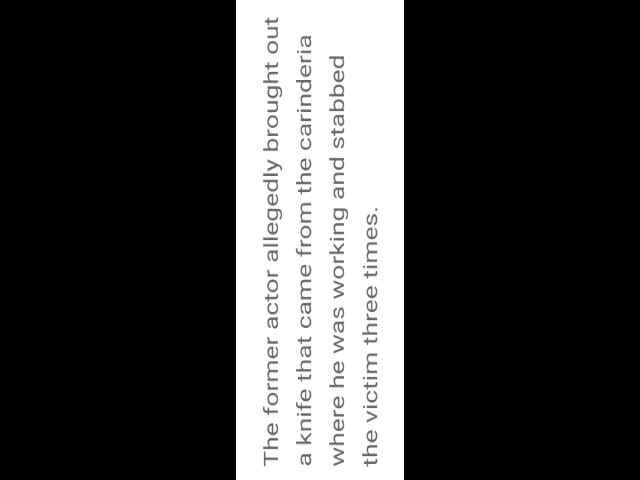 The former actor allegedly brought out
a knife that came from the carinderia
where he was working and stabbed
the victim three times.